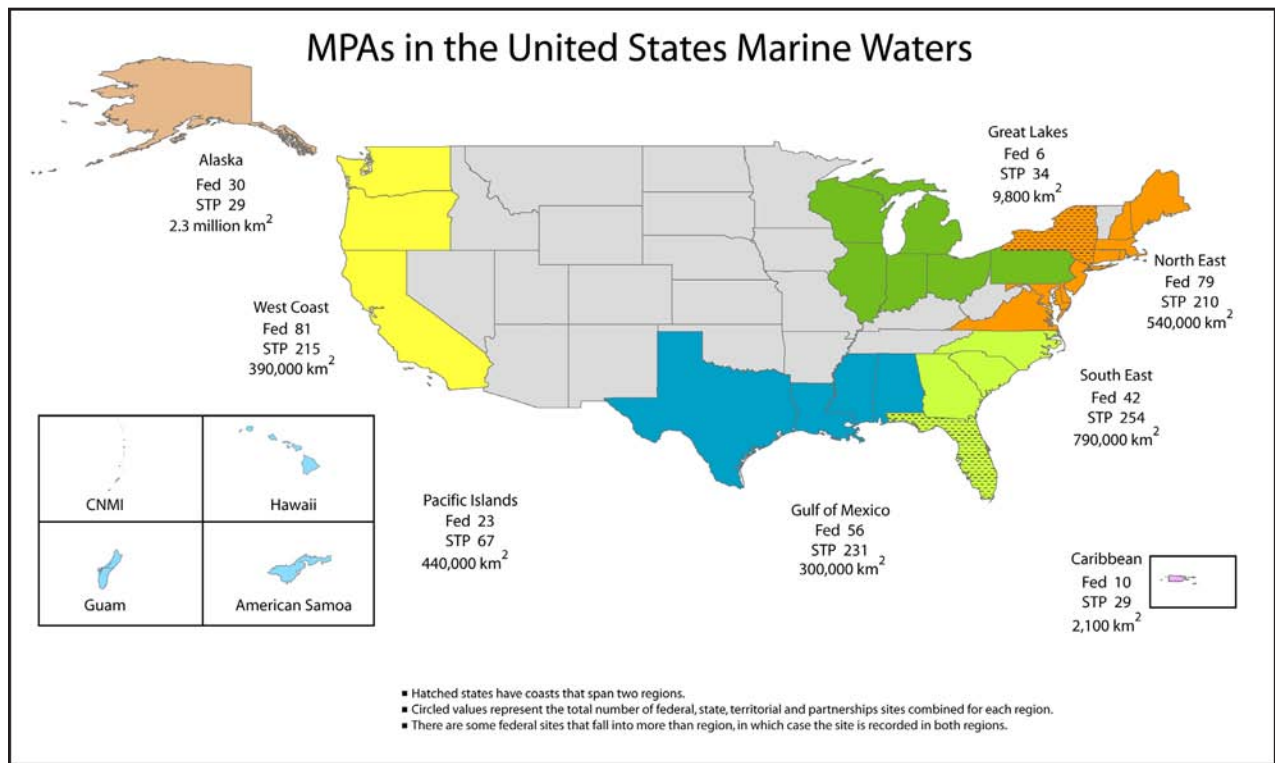 MPAs in the United States Marine Waters
Alaska
Fed 30
STP 29
2.3 million km²
Great Lakes
Fed 6
STP 34
9,800 km²
North East
Fed 79
STP 210
540,000 km²
West Coast
Fed 81
STP 215
390,000 km²
South East
Fed 42
STP 254
790,000 km²
CNMI
Hawaii
Guam
American Samoa
Pacific Islands
Fed 23
STP 67
440,000 km²
Gulf of Mexico
Fed 56
STP 231
300,000 km²
Caribbean
Fed 10
STP 29
2,100 km²
▪ Hatched states have coasts that span two regions.
▪ Circled values represent the total number of federal, state, territorial and partnerships sites combined for each region.
▪ There are some federal sites that fall into more than region, in which case the site is recorded in both regions.